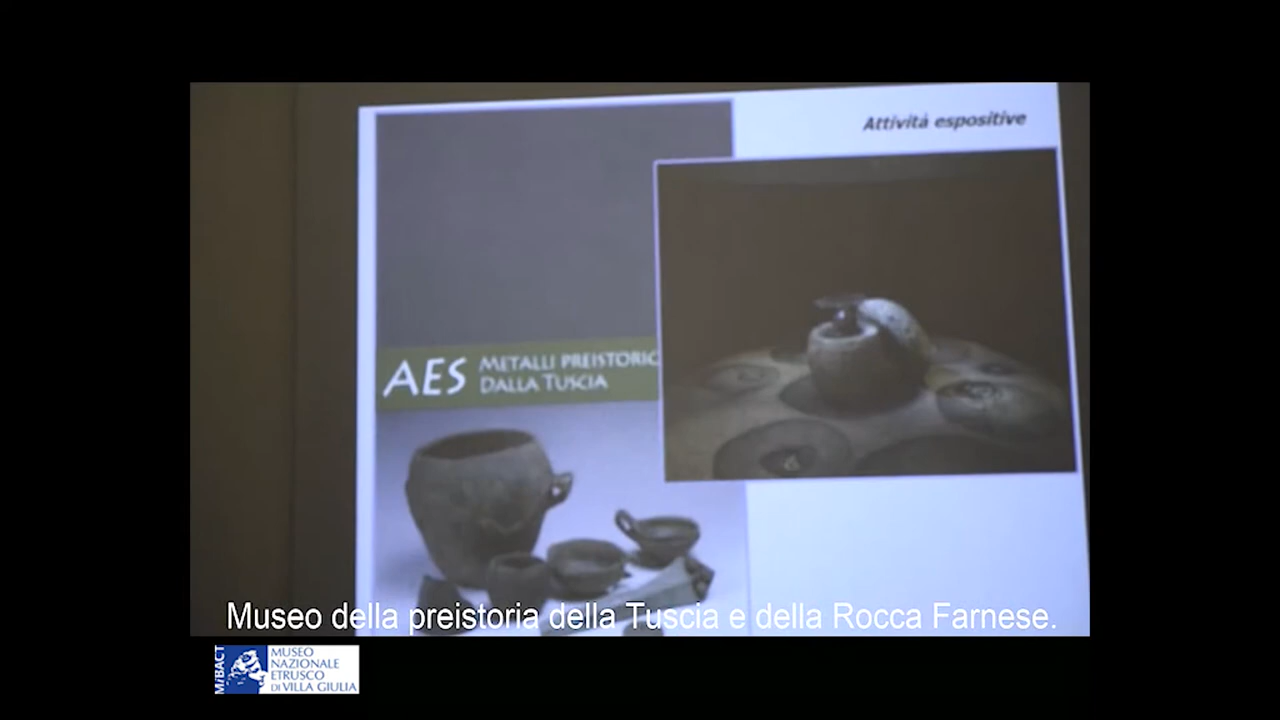 Attività espositive
AES METALLI PREISTORIC
DALLA TUSCIA
Museo della preistoria della Tuscia e della Rocca Farnese.
MiBACT
MUSEO
NAZIONALE
ETRUSCO
DI VILLA GIULIA